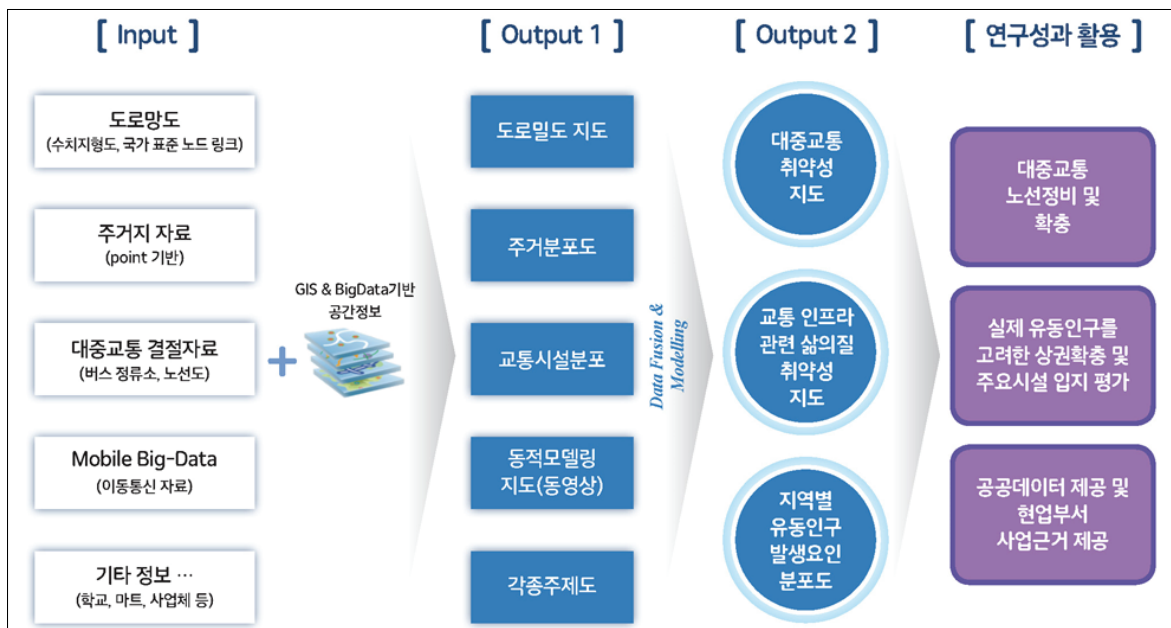 [ Input ]
[ Output 1 ]
[ Output 2 ]
[ 연구성과 활용 ]
도로망도
(수치지형도, 국가 표준 노드 링크)
주거지 자료
(point 기반)
대중교통 결절자료
(버스 정류소, 노선도)
Mobile Big-Data
(이동통신 자료)
기타 정보 …
(학교, 마트, 사업체 등)
+
GIS & BigData기반
공간정보
도로밀도 지도
주거분포도
교통시설분포
동적모델링
지도(동영상)
각종주제도
Data Fusion &
Modelling
대중교통
취약성
지도
교통 인프라
관련 삶의질
취약성
지도
지역별
유동인구
발생요인
분포도
대중교통
노선정비 및
확충
실제 유동인구를
고려한 상권확충 및
주요시설 입지 평가
공공데이터 제공 및
현업부서
사업근거 제공